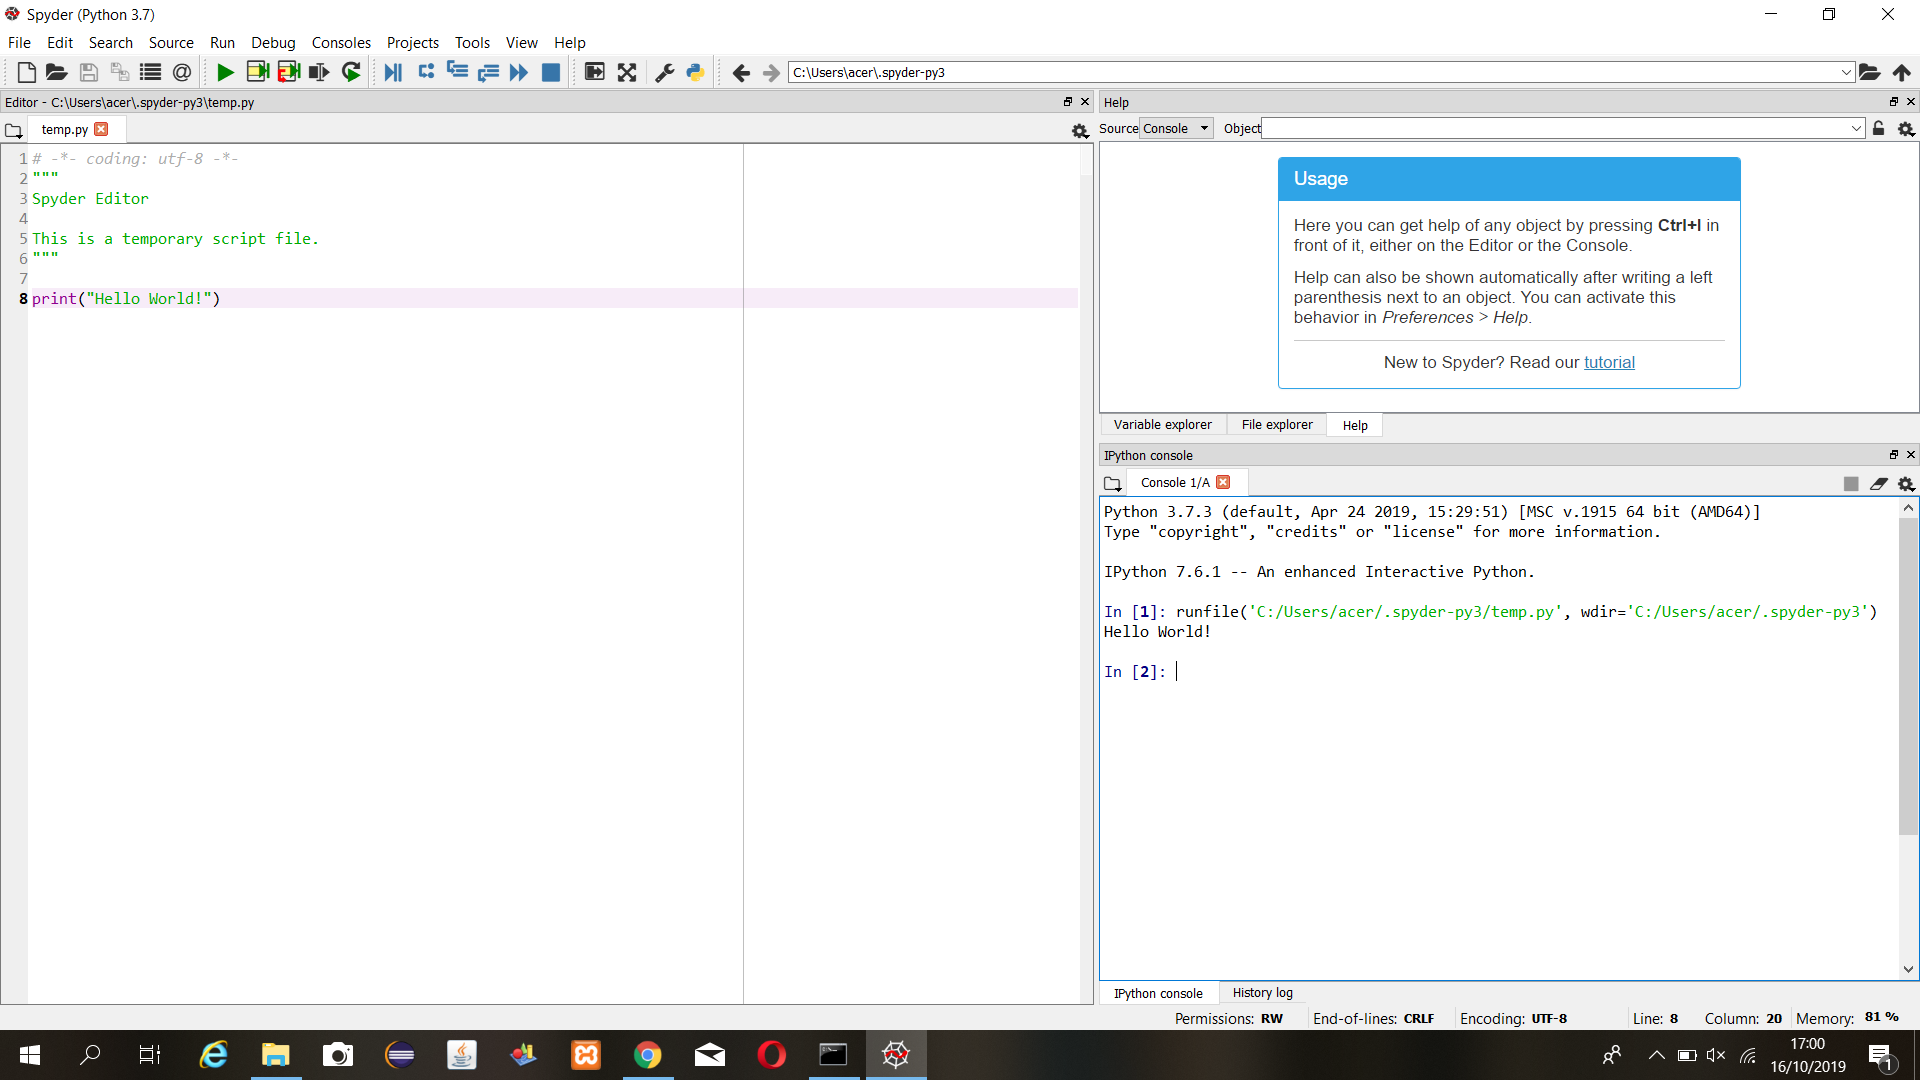 Spyder (Python 3.7)
File Edit Search Source Run Debug Consoles Projects Tools View Help
C:\Users\acer\.spyder-py3
Editor - C:\Users\acer\.spyder-py3\temp.py
temp.py
1 # -*- coding: utf-8 -*-
2 """
3 Spyder Editor
4
5 This is a temporary script file.
6 """
7
8 print("Hello World!")
Help
Source Console Object
Usage
Here you can get help of any object by pressing Ctrl+I in
front of it, either on the Editor or the Console.
Help can also be shown automatically after writing a left
parenthesis next to an object. You can activate this
behavior in Preferences > Help.
New to Spyder? Read our tutorial
Variable explorer File explorer Help
IPython console
Console 1/A
Python 3.7.3 (default, Apr 24 2019, 15:29:51) [MSC v.1915 64 bit (AMD64)]
Type "copyright", "credits" or "license" for more information.
IPython 7.6.1 -- An enhanced Interactive Python.
In [1]: runfile('C:/Users/acer/.spyder-py3/temp.py', wdir='C:/Users/acer/.spyder-py3')
Hello World!
In [2]:
IPython console History log
Permissions: RW End-of-lines: CRLF Encoding: UTF-8 Line: 8 Column: 20 Memory: 81 %
17:00
16/10/2019
1